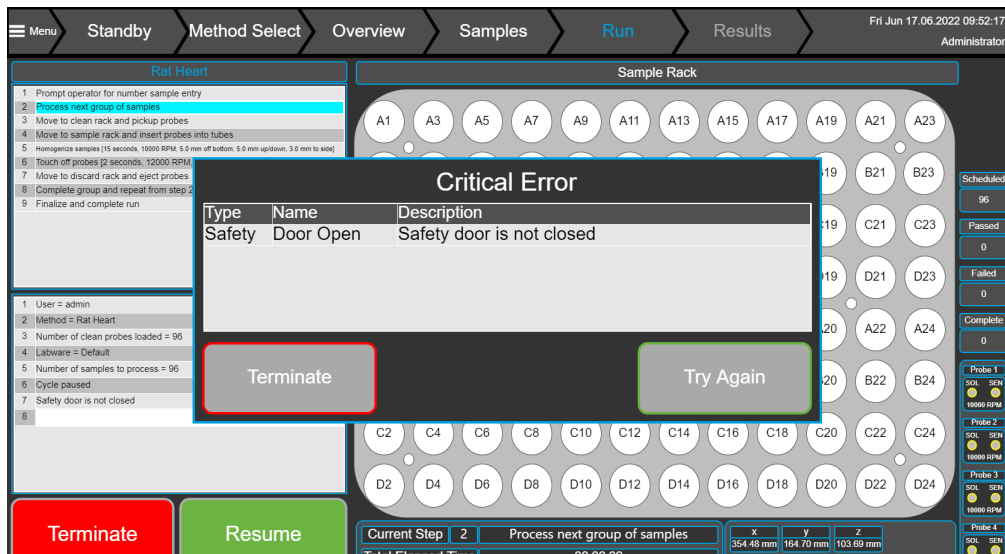 Menu Standby Method Select Overview Samples Run Results Fri Jun 17.06.2022 09:52:17
Administrator
Rat Heart
1 Prompt operator for number sample entry
2 Process next group of samples
3 Move to clean rack and pickup probes
4 Move to sample rack and insert probes into tubes
5 Homogenize samples [15 seconds, 10000 RPM, 5.0 mm off bottom, 5.0 mm up/down, 3.0 mm to side]
6 Touch off probes [2 seconds, 12000 RPM,
7 Move to discard rack and eject probes
8 Complete group and repeat from step 2
9 Finalize and complete run
1 User = admin
2 Method = Rat Heart
3 Number of clean probes loaded = 96
4 Labware = Default
5 Number of samples to process = 96
6 Cycle paused
7 Safety door is not closed
8
Terminate Resume
Critical Error
Type Name Description
Safety Door Open Safety door is not closed
Terminate Try Again
Sample Rack
A1 A3 A5 A7 A9 A11 A13 A15 A17 A19 A21 A23
B21 B23
C21 C23
D21 D23
A22 A24
B22 B24
C2 C4 C6 C8 C10 C12 C14 C16 C18 C20 C22 C24
D2 D4 D6 D8 D10 D12 D14 D16 D18 D20 D22 D24
Scheduled
96
Passed
0
Failed
0
Complete
0
Probe 1
SOL SEN
10000 RPM
Probe 2
SOL SEN
10000 RPM
Probe 3
SOL SEN
10000 RPM
Probe 4
SOL SEN
Current Step 2 Process next group of samples
x y z
354.48 mm 164.70 mm 103.69 mm
Total Elapsed Time